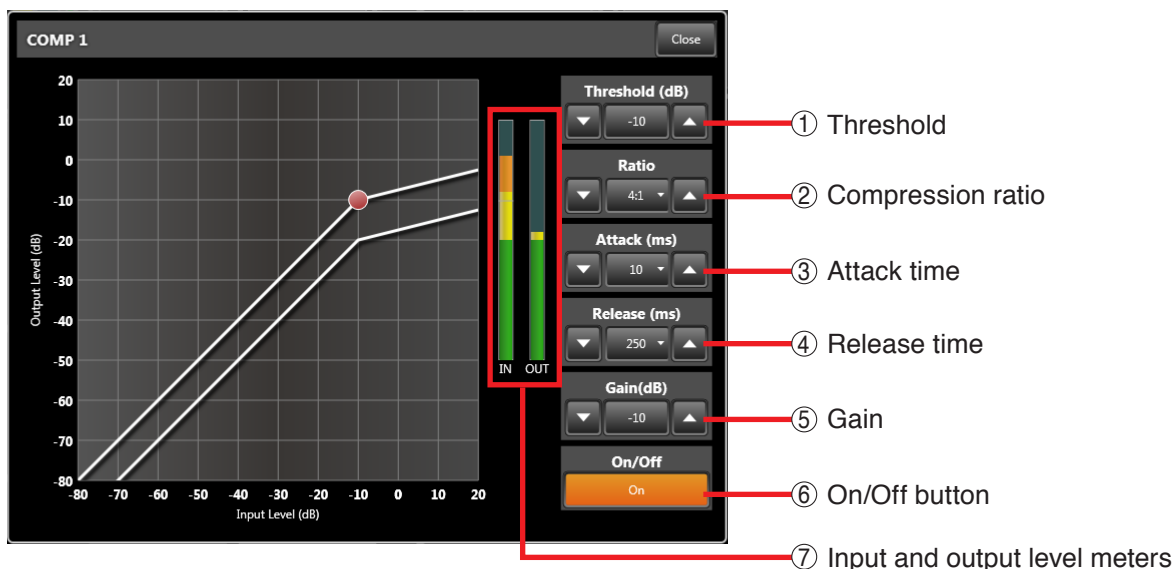 COMP 1
Close
20
10
0
-10
-20
-30
-40
-50
-60
-70
-80
Output Level (dB)
-80 -70 -60 -50 -40 -30 -20 -10 0 10 20
Input Level (dB)
IN OUT
Threshold (dB)
-10
Ratio
4:1
Attack (ms)
10
Release (ms)
250
Gain(dB)
-10
On/Off
On
① Threshold
② Compression ratio
③ Attack time
④ Release time
⑤ Gain
⑥ On/Off button
⑦ Input and output level meters